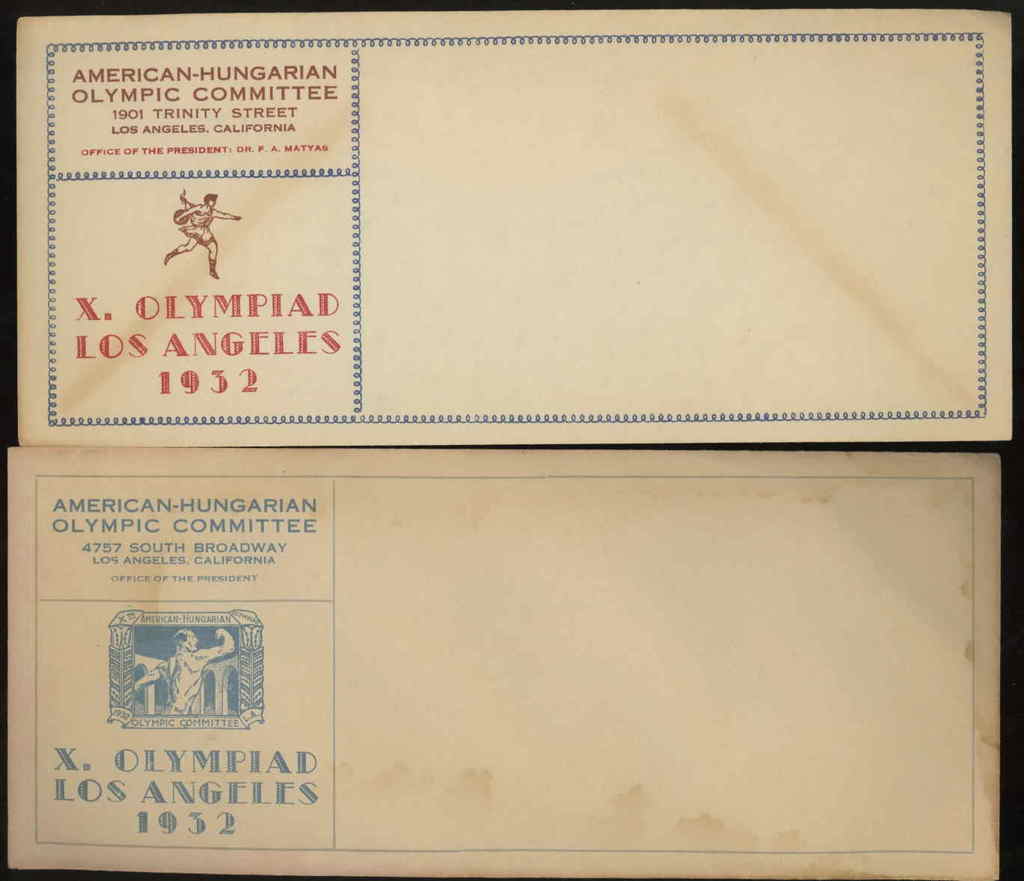 AMERICAN-HUNGARIAN
OLYMPIC COMMITTEE
1901 TRINITY STREET
LOS ANGELES, CALIFORNIA
OFFICE OF THE PRESIDENT: DR. F. A. MATYAS
X. OLYMPIAD
LOS ANGELES
1932
AMERICAN-HUNGARIAN
OLYMPIC COMMITTEE
4757 SOUTH BROADWAY
LOS ANGELES, CALIFORNIA
OFFICE OF THE PRESIDENT
AMERICAN-HUNGARIAN
1932 OLYMPIC COMMITTEE L.A.
X. OLYMPIAD
LOS ANGELES
1932